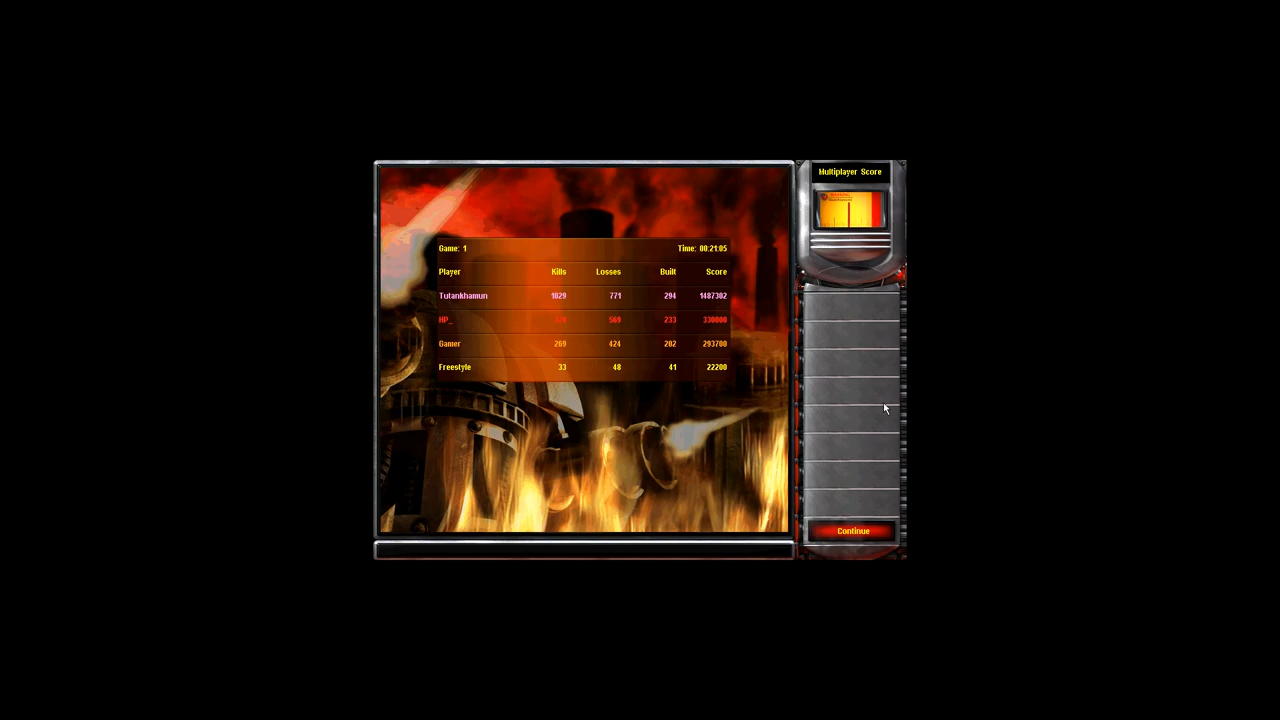 Multiplayer Score
Game: 1 Time: 00:21:05
Player Kills Losses Built Score
Tutankhamun 1029 771 294 1487302
HP_ 569 233 330000
Gamer 269 424 202 293700
Freestyle 33 48 41 22200
Continue